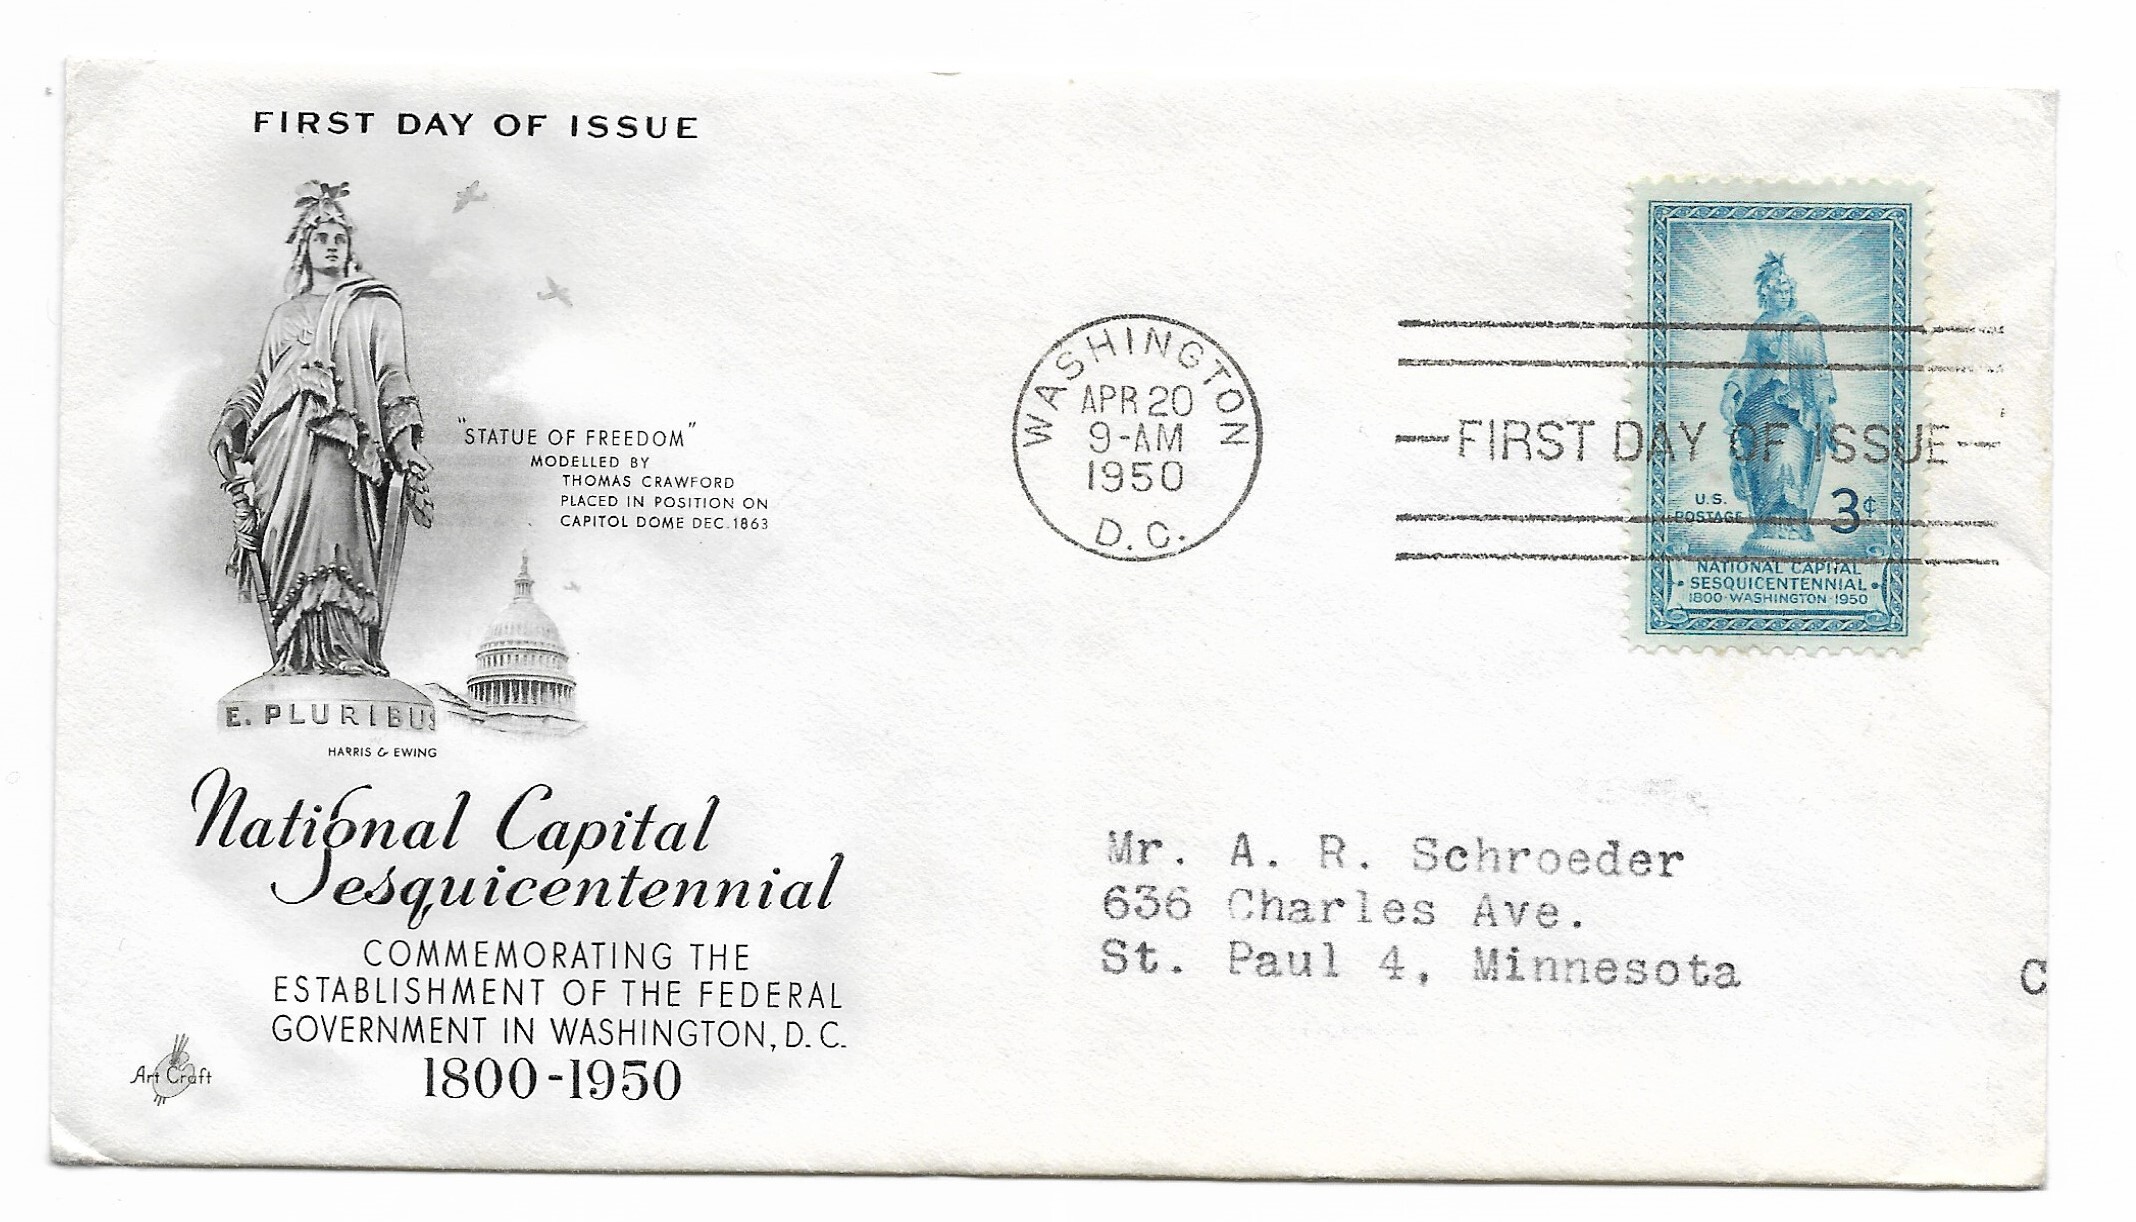 FIRST DAY OF ISSUE
"STATUE OF FREEDOM"
MODELLED BY
THOMAS CRAWFORD
PLACED IN POSITION ON
CAPITOL DOME DEC. 1863
E. PLURIBUS
HARRIS & EWING
National Capital
Sesquicentennial
COMMEMORATING THE
ESTABLISHMENT OF THE FEDERAL
GOVERNMENT IN WASHINGTON, D. C.
1800-1950
Art Craft
WASHINGTON
APR 20
9-AM
1950
D. C.
—FIRST DAY OF ISSUE—
U.S.
POSTAGE
3¢
NATIONAL CAPITAL
SESQUICENTENNIAL
1800·WASHINGTON·1950
Mr. A. R. Schroeder
636 Charles Ave.
St. Paul 4, Minnesota
C